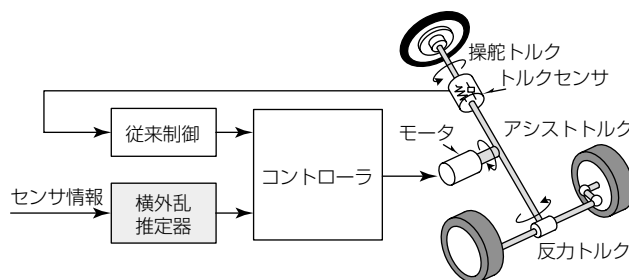 操舵トルク
トルクセンサ
従来制御
モータ
アシストトルク
コントローラ
センサ情報
横外乱
推定器
反力トルク